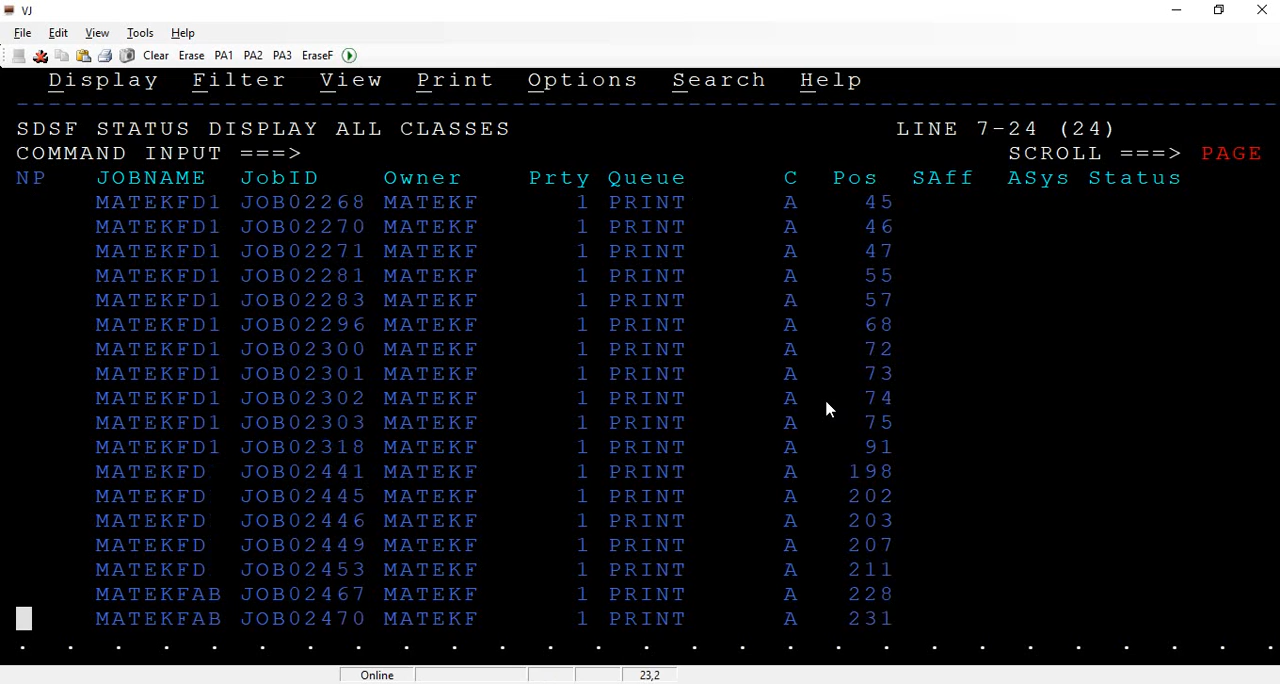 VJ
File Edit View Tools Help
Clear Erase PA1 PA2 PA3 EraseF
Display Filter View Print Options Search Help
SDSF STATUS DISPLAY ALL CLASSES LINE 7-24 (24)
COMMAND INPUT ===> SCROLL ===> PAGE
NP JOBNAME JobID Owner Prty Queue C Pos SAff ASys Status
MATEKFD1 JOB02268 MATEKF 1 PRINT A 45
MATEKFD1 JOB02270 MATEKF 1 PRINT A 46
MATEKFD1 JOB02271 MATEKF 1 PRINT A 47
MATEKFD1 JOB02281 MATEKF 1 PRINT A 55
MATEKFD1 JOB02283 MATEKF 1 PRINT A 57
MATEKFD1 JOB02296 MATEKF 1 PRINT A 68
MATEKFD1 JOB02300 MATEKF 1 PRINT A 72
MATEKFD1 JOB02301 MATEKF 1 PRINT A 73
MATEKFD1 JOB02302 MATEKF 1 PRINT A 74
MATEKFD1 JOB02303 MATEKF 1 PRINT A 75
MATEKFD1 JOB02318 MATEKF 1 PRINT A 91
MATEKFD JOB02441 MATEKF 1 PRINT A 198
MATEKFD JOB02445 MATEKF 1 PRINT A 202
MATEKFD JOB02446 MATEKF 1 PRINT A 203
MATEKFD JOB02449 MATEKF 1 PRINT A 207
MATEKFD JOB02453 MATEKF 1 PRINT A 211
MATEKFAB JOB02467 MATEKF 1 PRINT A 228
MATEKFAB JOB02470 MATEKF 1 PRINT A 231
Online 23,2